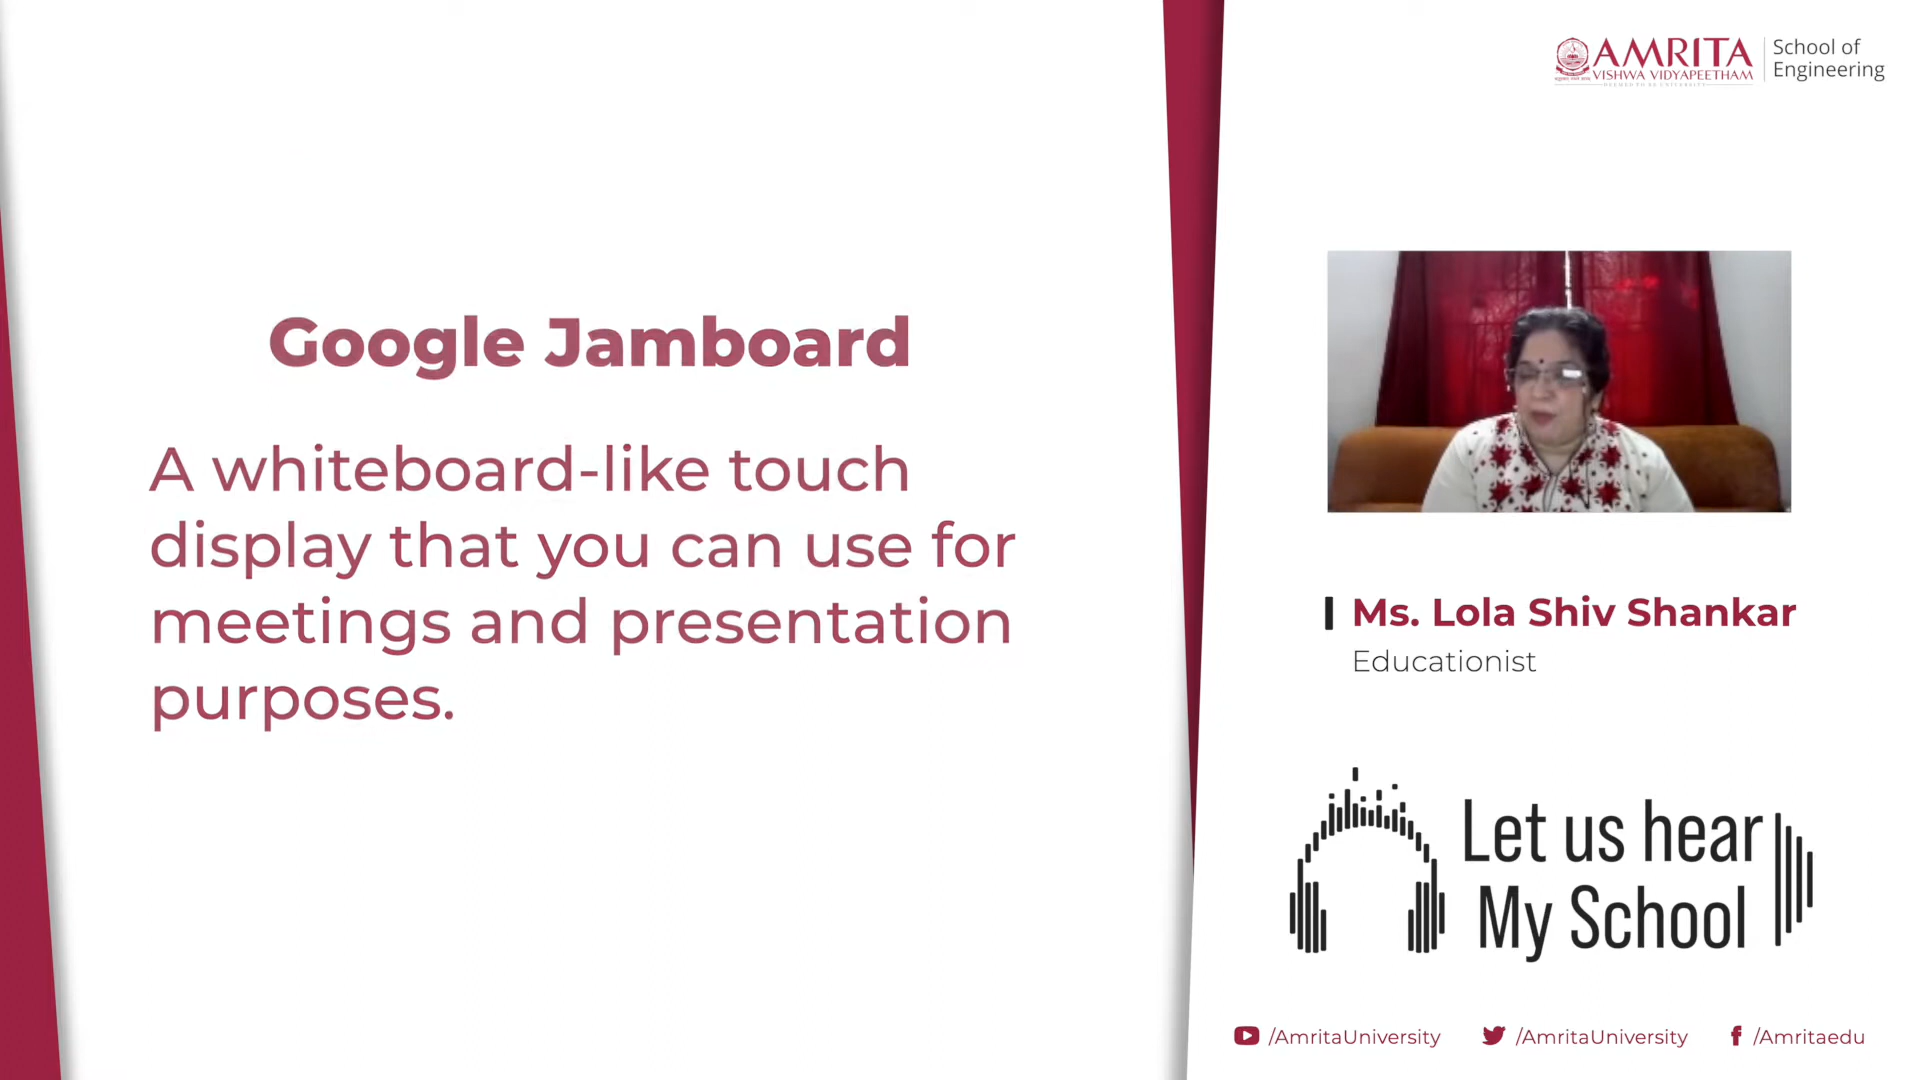 AMRITA
VISHWA VIDYAPEETHAM
School of
Engineering
Google Jamboard
A whiteboard-like touch
display that you can use for
meetings and presentation
purposes.
Ms. Lola Shiv Shankar
Educationist
Let us hear
My School
/AmritaUniversity
/AmritaUniversity
/Amritaedu